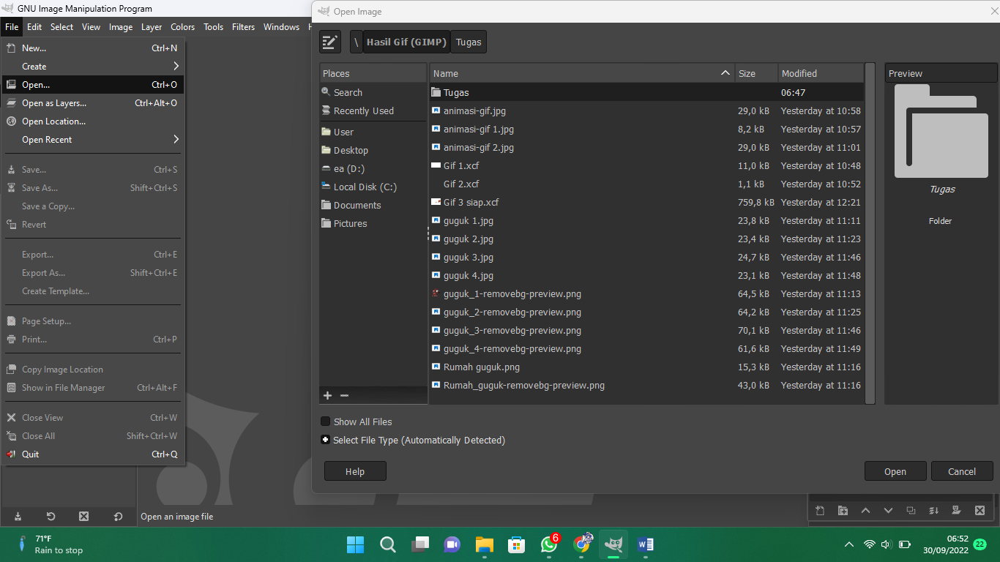 GNU Image Manipulation Program
File Edit Select View Image Layer Colors Tools Filters Windows
New... Ctrl+N
Create
Open... Ctrl+O
Open as Layers... Ctrl+Alt+O
Open Location...
Open Recent
Save... Ctrl+S
Save As... Shift+Ctrl+S
Save a Copy...
Revert
Export... Ctrl+E
Export As... Shift+Ctrl+E
Create Template...
Page Setup...
Print... Ctrl+P
Copy Image Location
Show in File Manager Ctrl+Alt+F
Close View Ctrl+W
Close All Shift+Ctrl+W
Quit Ctrl+Q
Open an image file
Open Image
\ Hasil Gif (GIMP) Tugas
Places
Search
Recently Used
User
Desktop
ea (D:)
Local Disk (C:)
Documents
Pictures
Name Size Modified
Tugas 06:47
animasi-gif.jpg 29,0 kB Yesterday at 10:58
animasi-gif 1.jpg 8,2 kB Yesterday at 10:57
animasi-gif 2.jpg 29,0 kB Yesterday at 11:01
Gif 1.xcf 11,0 kB Yesterday at 10:48
Gif 2.xcf 1,1 kB Yesterday at 10:52
Gif 3 siap.xcf 759,8 kB Yesterday at 12:21
guguk 1.jpg 23,8 kB Yesterday at 11:11
guguk 2.jpg 23,4 kB Yesterday at 11:23
guguk 3.jpg 24,7 kB Yesterday at 11:46
guguk 4.jpg 23,1 kB Yesterday at 11:48
guguk_1-removebg-preview.png 64,5 kB Yesterday at 11:13
guguk_2-removebg-preview.png 64,2 kB Yesterday at 11:25
guguk_3-removebg-preview.png 70,1 kB Yesterday at 11:46
guguk_4-removebg-preview.png 61,6 kB Yesterday at 11:49
Rumah guguk.png 15,3 kB Yesterday at 11:16
Rumah_guguk-removebg-preview.png 43,0 kB Yesterday at 11:16
Preview
Tugas
Folder
Show All Files
Select File Type (Automatically Detected)
Help Open Cancel
71°F
Rain to stop
6
06:52
30/09/2022
22